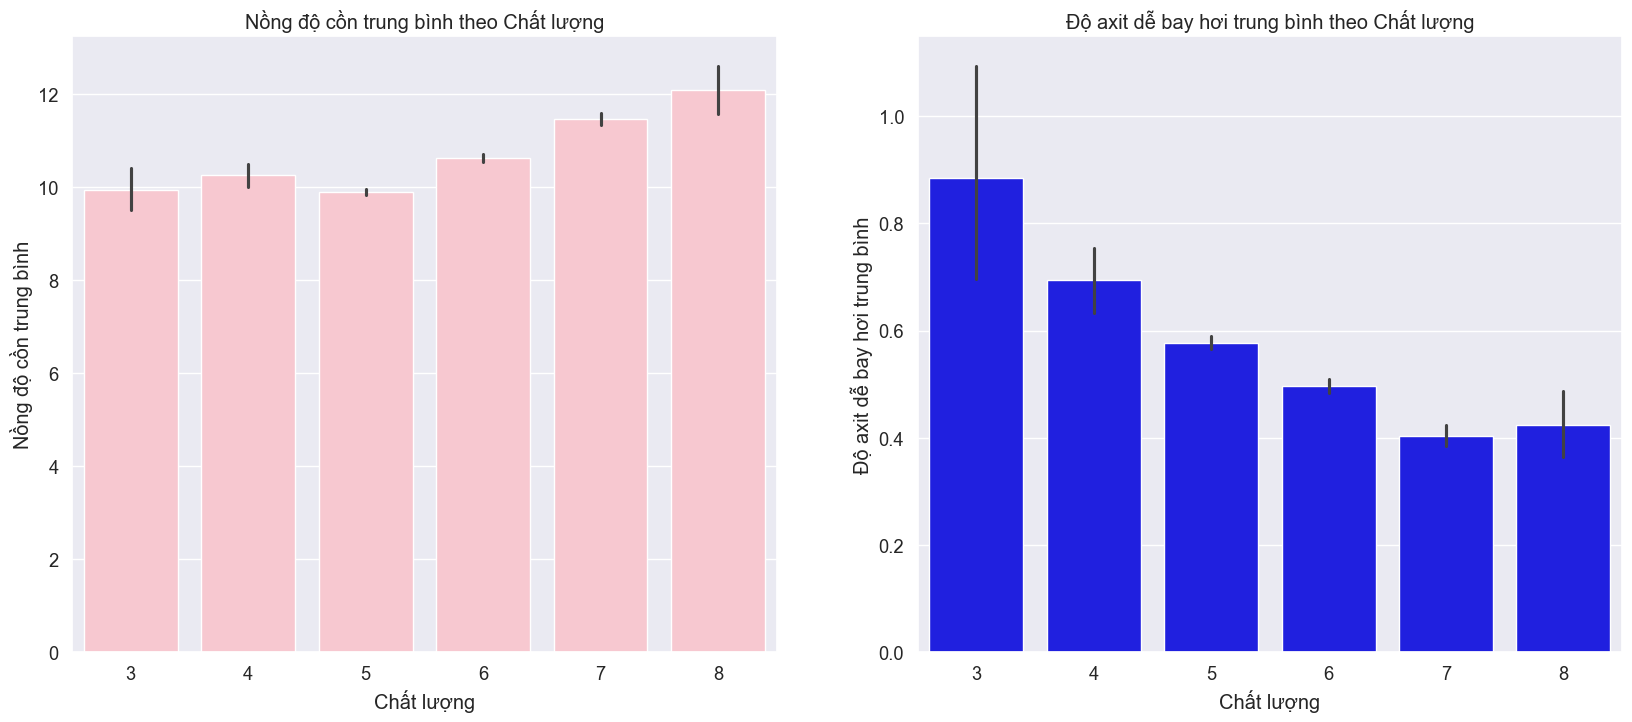 Nồng độ cồn trung bình theo Chất lượng
Nồng độ cồn trung bình
12
10
8
6
4
2
0
3 4 5 6 7 8
Chất lượng
Độ axit dễ bay hơi trung bình theo Chất lượng
Độ axit dễ bay hơi trung bình
1.0
0.8
0.6
0.4
0.2
0.0
3 4 5 6 7 8
Chất lượng